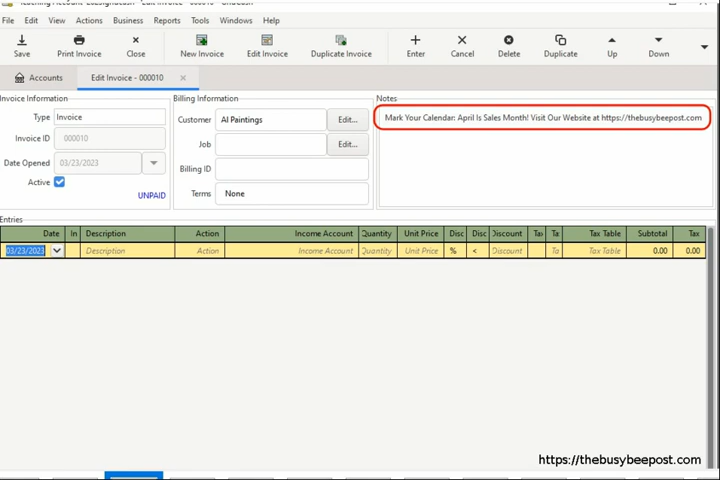 File Edit View Actions Business Reports Tools Windows Help
Save Print Invoice Close New Invoice Edit Invoice Duplicate Invoice Enter Cancel Delete Duplicate Up Down
Accounts Edit Invoice - 000010
Invoice Information Billing Information Notes
Type Invoice Customer AI Paintings Edit... Mark Your Calendar: April Is Sales Month! Visit Our Website at https://thebusybeepost.com
Invoice ID 000010 Job Edit...
Date Opened 03/23/2023 Billing ID
Active Terms None
UNPAID
Entries
Date In Description Action Income Account Quantity Unit Price Disc Disc Discount Tax Ta Tax Table Subtotal Tax
03/23/2023 Description Action Income Account Quantity Unit Price % < Discount Ta Tax Table 0.00 0.00
https://thebusybeepost.com